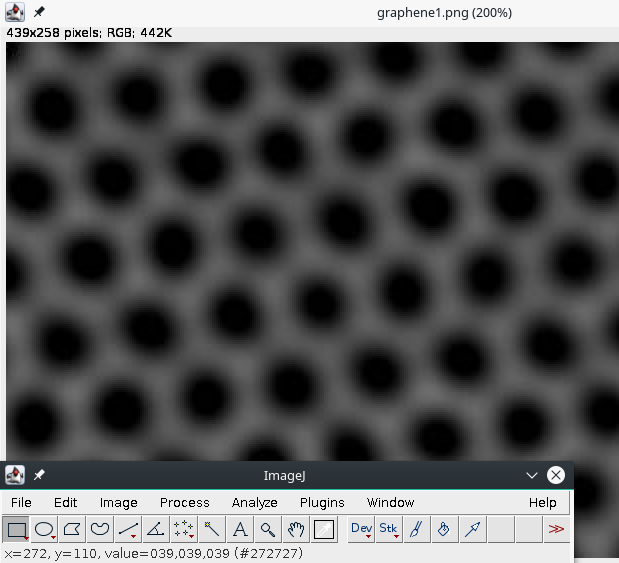 graphene1.png (200%)
439x258 pixels; RGB; 442K
ImageJ
File Edit Image Process Analyze Plugins Window Help
A Dev Stk >>
x=272, y=110, value=039,039,039 (#272727)